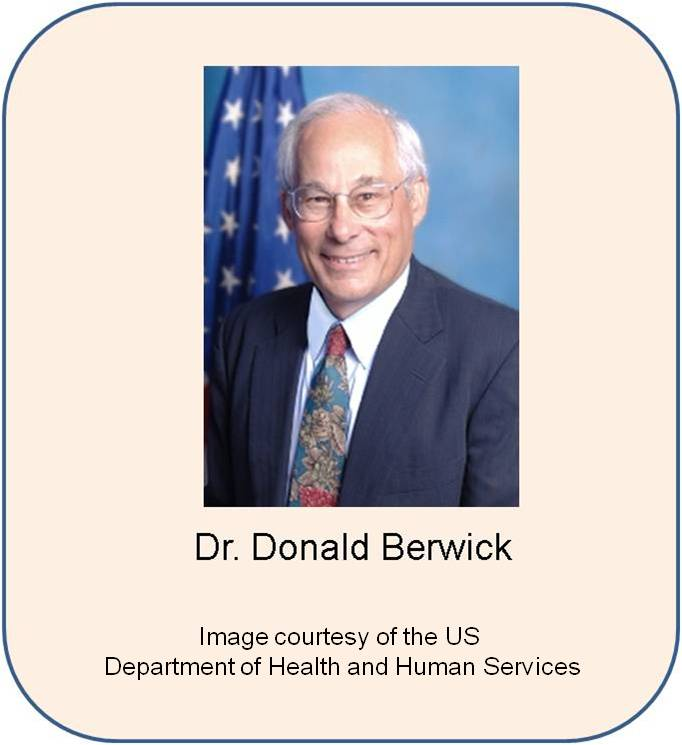 Dr. Donald Berwick
Image courtesy of the US
Department of Health and Human Services